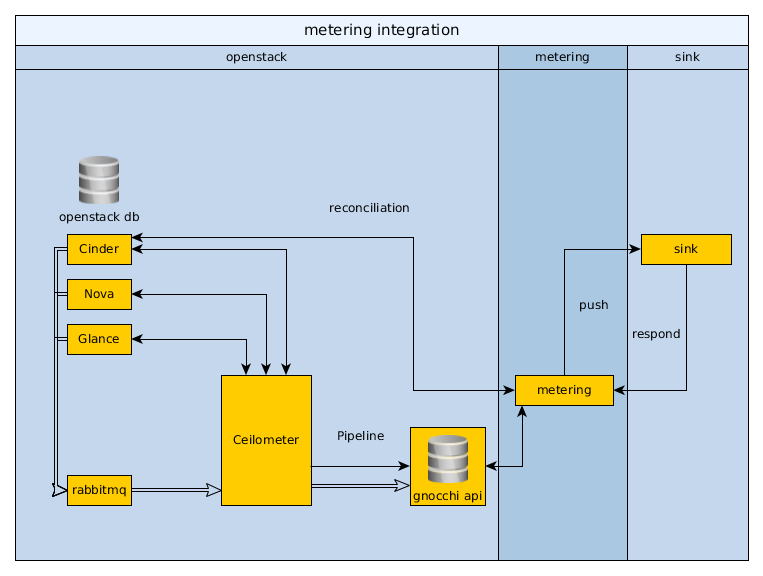 metering integration
openstack
metering
sink
openstack db
reconciliation
Cinder
sink
Nova
push
Glance
respond
metering
Ceilometer
Pipeline
rabbitmq
gnocchi api